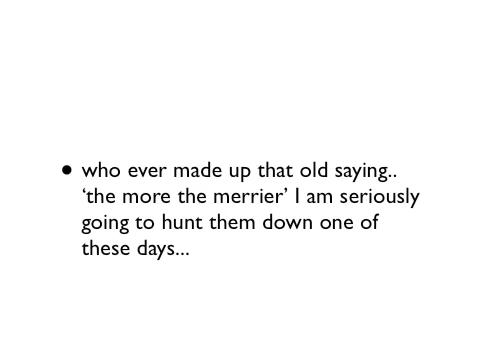 • who ever made up that old saying..
‘the more the merrier’ I am seriously
going to hunt them down one of
these days...